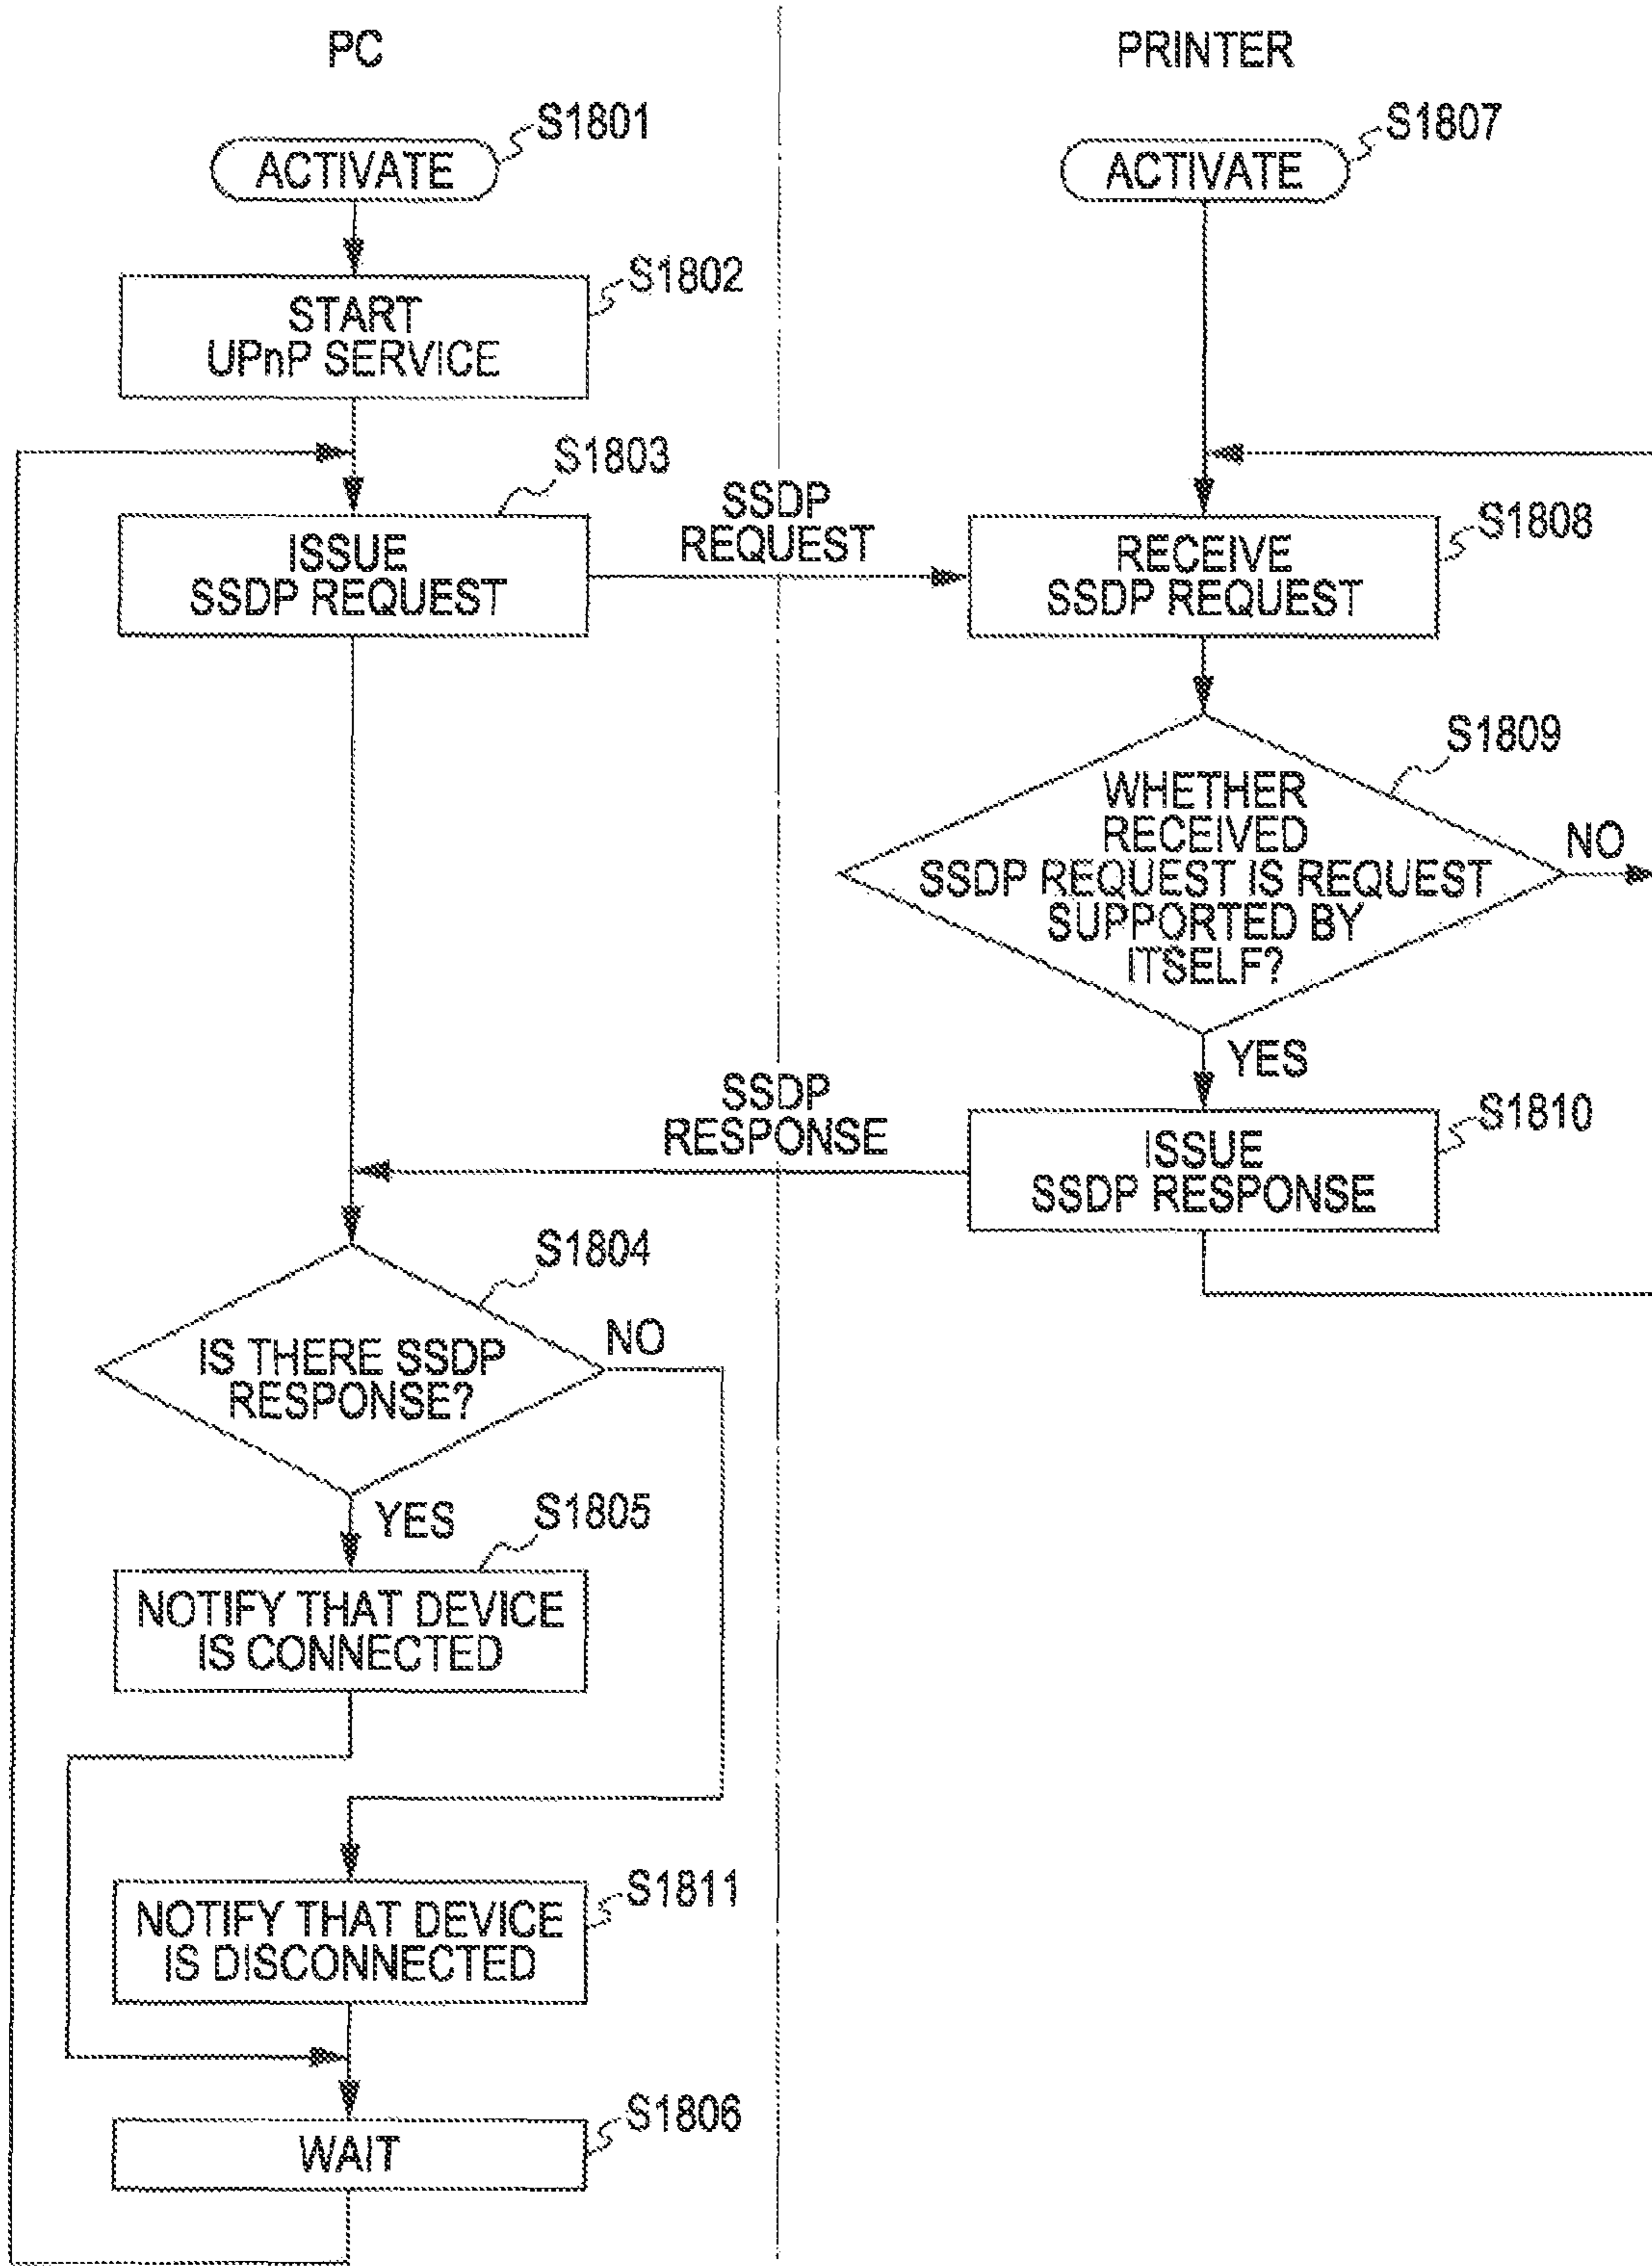 PC
PRINTER
S1801
ACTIVATE
S1807
ACTIVATE
S1802
START
UPnP SERVICE
S1803
ISSUE
SSDP REQUEST
SSDP
REQUEST
S1808
RECEIVE
SSDP REQUEST
S1809
WHETHER
RECEIVED
SSDP REQUEST IS REQUEST
SUPPORTED BY
ITSELF?
NO
YES
SSDP
RESPONSE
S1810
ISSUE
SSDP RESPONSE
S1804
IS THERE SSDP
RESPONSE?
NO
YES
S1805
NOTIFY THAT DEVICE
IS CONNECTED
S1811
NOTIFY THAT DEVICE
IS DISCONNECTED
S1806
WAIT